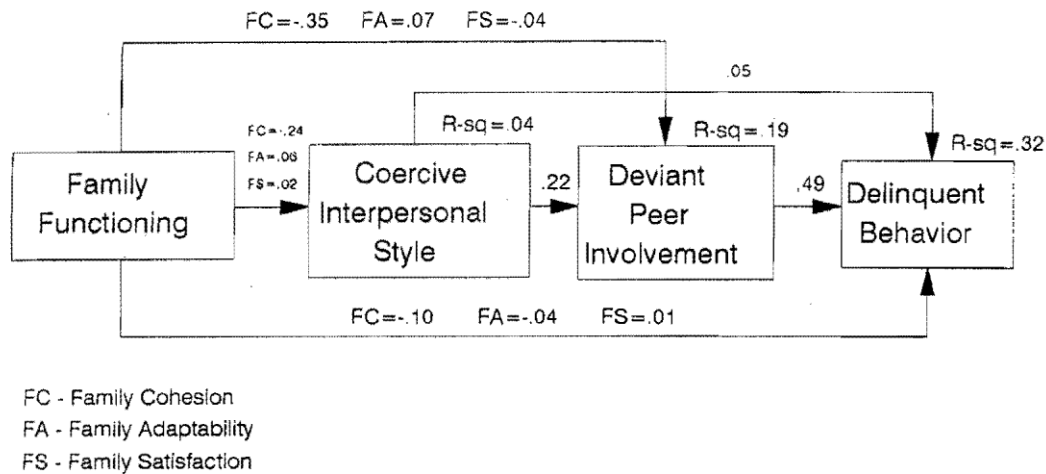 FC=-.35 FA=.07 FS=-.04
.05
FC=-.24
FA=.06
FS=.02
R-sq=.04
R-sq=.19
R-sq=.32
Family
Functioning
Coercive
Interpersonal
Style
.22
Deviant
Peer
Involvement
.49
Delinquent
Behavior
FC=-.10 FA=-.04 FS=.01
FC - Family Cohesion
FA - Family Adaptability
FS - Family Satisfaction